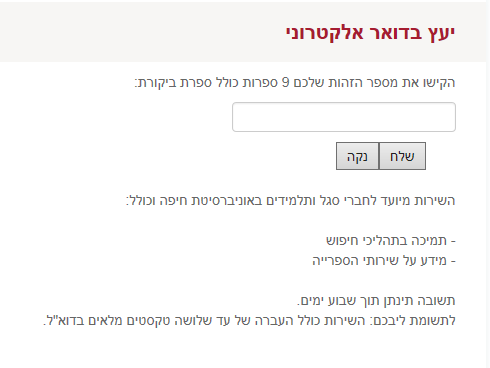 יעץ בדואר אלקטרוני
הקישו את מספר הזהות שלכם 9 ספרות כולל ספרת ביקורת:
שלח נקה
השירות מיועד לחברי סגל ותלמידים באוניברסיטת חיפה וכולל:
- תמיכה בתהליכי חיפוש
- מידע על שירותי הספרייה
תשובה תינתן תוך שבוע ימים.
לתשומת ליבכם: השירות כולל העברה של עד שלושה טקסטים מלאים בדוא"ל.